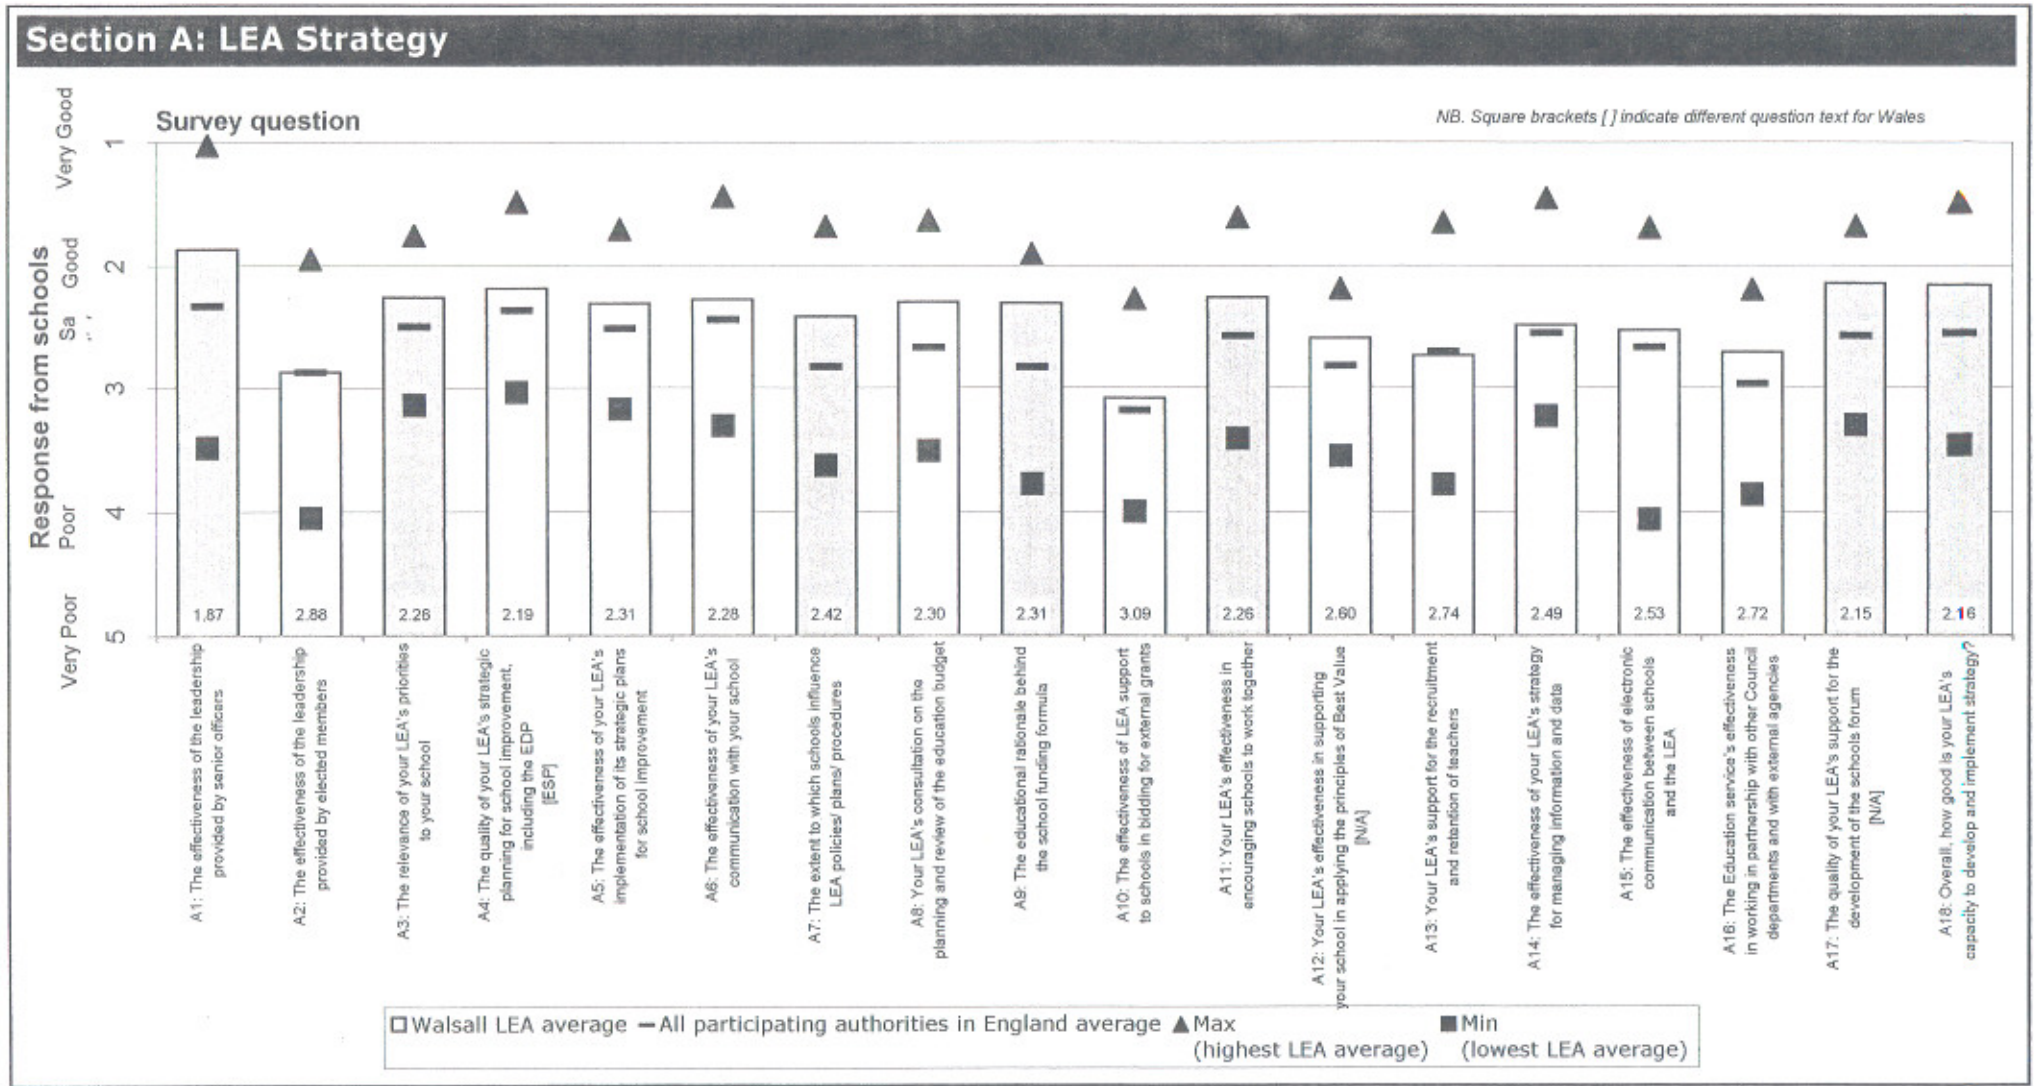 Section A: LEA Strategy
Survey question
NB. Square brackets [ ] indicate different question text for Wales
Response from schools
Very Good
Good
Sa
Poor
Very Poor
1
2
3
4
5
1.87
2.88
2.26
2.19
2.31
2.28
2.42
2.30
2.31
3.09
2.26
2.60
2.74
2.49
2.53
2.72
2.15
2.16
A1: The effectiveness of the leadership
provided by senior officers
A2: The effectiveness of the leadership
provided by elected members
A3: The relevance of your LEA's priorities
to your school
A4: The quality of your LEA's strategic
planning for school improvement,
including the EDP
[ESP]
A5: The effectiveness of your LEA's
implementation of its strategic plans
for school improvement
A6: The effectiveness of your LEA's
communication with your school
A7: The extent to which schools influence
LEA policies/ plans/ procedures
A8: Your LEA's consultation on the
planning and review of the education budget
A9: The educational rationale behind
the school funding formula
A10: The effectiveness of LEA support
to schools in bidding for external grants
A11: Your LEA's effectiveness in
encouraging schools to work together
A12: Your LEA's effectiveness in supporting
your school in applying the principles of Best Value
[N/A]
A13: Your LEA's support for the recruitment
and retention of teachers
A14: The effectiveness of your LEA's strategy
for managing information and data
A15: The effectiveness of electronic
communication between schools
and the LEA
A16: The Education service's effectiveness
in working in partnership with other Council
departments and with external agencies
A17: The quality of your LEA's support for the
development of the schools forum
[N/A]
A18: Overall, how good is your LEA's
capacity to develop and implement strategy?
Walsall LEA average
All participating authorities in England average
Max
(highest LEA average)
Min
(lowest LEA average)